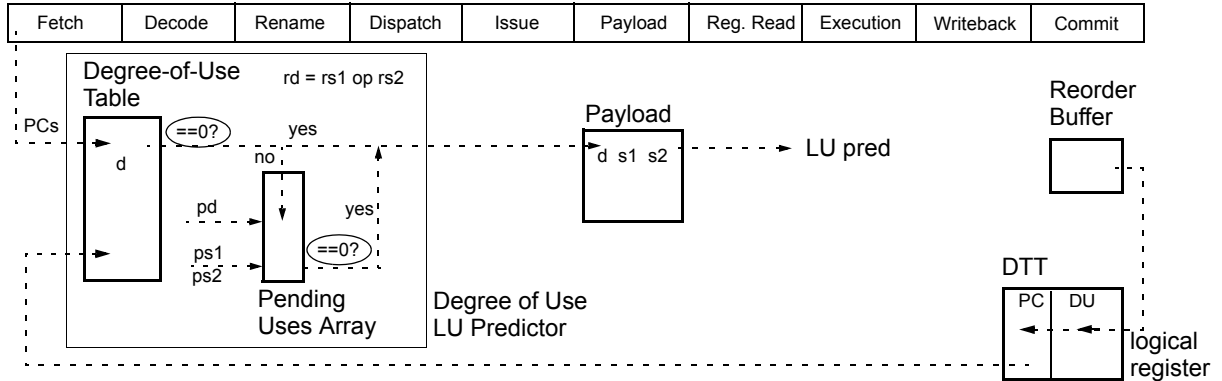 Fetch Decode Rename Dispatch Issue Payload Reg. Read Execution Writeback Commit
Degree-of-Use
Table
rd = rs1 op rs2
PCs
==0?
yes
d
no
pd
yes
ps1
ps2
==0?
Pending
Uses Array
Degree of Use
LU Predictor
Payload
d s1 s2
LU pred
Reorder
Buffer
DTT
PC DU
logical
register